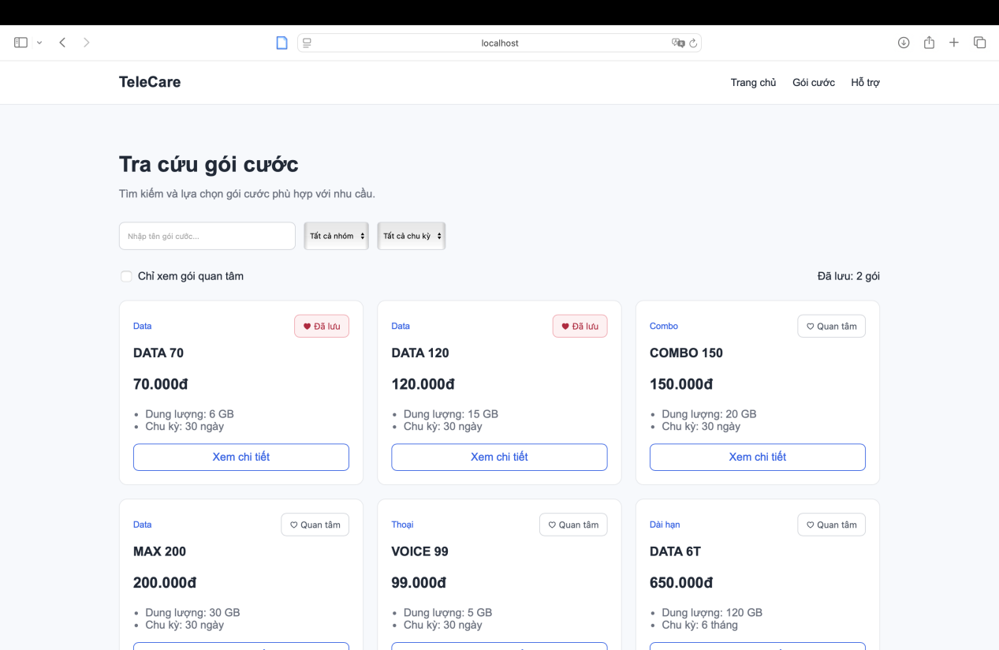 localhost
TeleCare
Trang chủ Gói cước Hỗ trợ
Tra cứu gói cước
Tìm kiếm và lựa chọn gói cước phù hợp với nhu cầu.
Nhập tên gói cước... Tất cả nhóm Tất cả chu kỳ
Chỉ xem gói quan tâm Đã lưu: 2 gói
Data Đã lưu
DATA 70
70.000đ
Dung lượng: 6 GB
Chu kỳ: 30 ngày
Xem chi tiết
Data Đã lưu
DATA 120
120.000đ
Dung lượng: 15 GB
Chu kỳ: 30 ngày
Xem chi tiết
Combo Quan tâm
COMBO 150
150.000đ
Dung lượng: 20 GB
Chu kỳ: 30 ngày
Xem chi tiết
Data Quan tâm
MAX 200
200.000đ
Dung lượng: 30 GB
Chu kỳ: 30 ngày
Thoại Quan tâm
VOICE 99
99.000đ
Dung lượng: 5 GB
Chu kỳ: 30 ngày
Dài hạn Quan tâm
DATA 6T
650.000đ
Dung lượng: 120 GB
Chu kỳ: 6 tháng